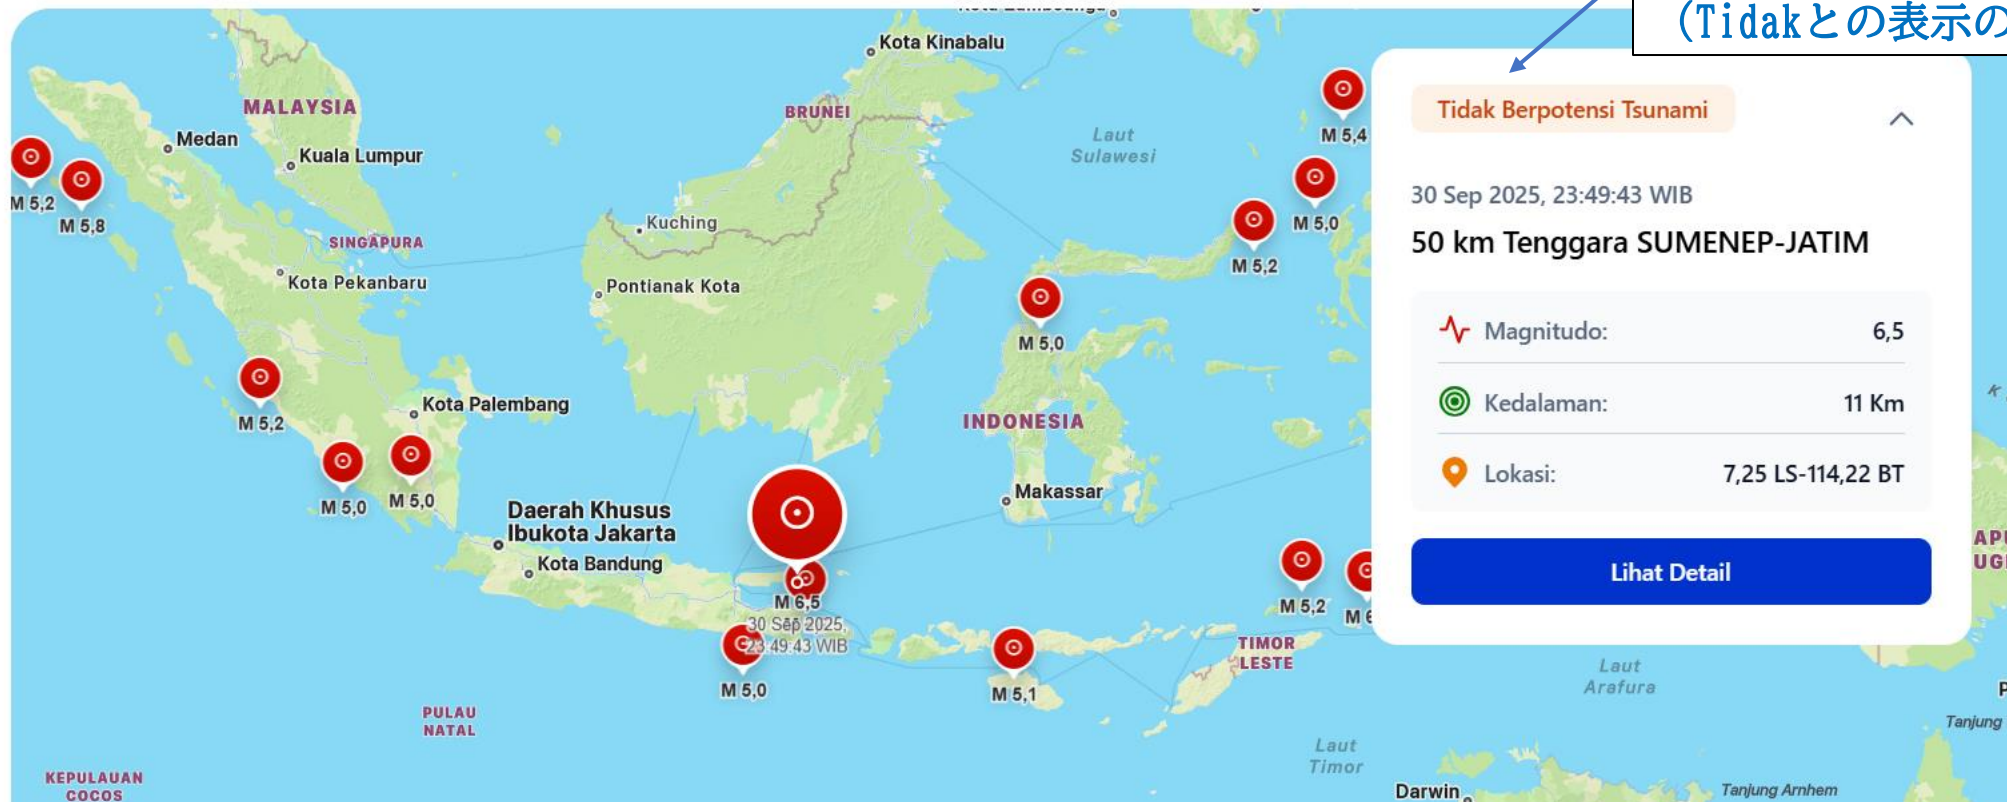 (Tidakとの表示の
Kota Kinabalu
MALAYSIA
BRUNEI
Medan
Kuala Lumpur
Laut
Sulawesi
M 5,4
M 5,2
M 5,8
Kuching
M 5,0
SINGAPURA
M 5,2
Kota Pekanbaru
Pontianak Kota
M 5,0
M 5,2
Kota Palembang
INDONESIA
M 5,0
M 5,0
Makassar
Daerah Khusus
Ibukota Jakarta
Kota Bandung
M 6,5
30 Sep 2025,
23:49:43 WIB
M 5,0
M 5,1
M 5,2
TIMOR
LESTE
Laut
Arafura
PULAU
NATAL
Laut
Timor
KEPULAUAN
COCOS
Darwin
Tanjung Arnhem
Tanjung
Tidak Berpotensi Tsunami
30 Sep 2025, 23:49:43 WIB
50 km Tenggara SUMENEP-JATIM
Magnitudo: 6,5
Kedalaman: 11 Km
Lokasi: 7,25 LS-114,22 BT
Lihat Detail